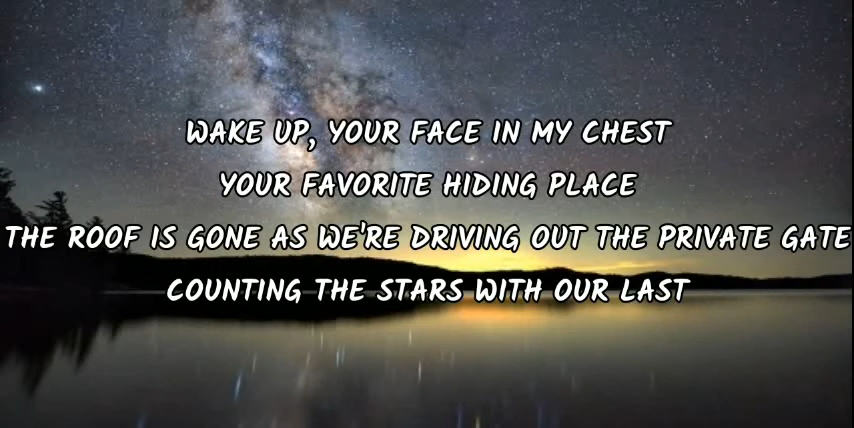 WAKE UP, YOUR FACE IN MY CHEST
YOUR FAVORITE HIDING PLACE
THE ROOF IS GONE AS WE'RE DRIVING OUT THE PRIVATE GATE
COUNTING THE STARS WITH OUR LAST